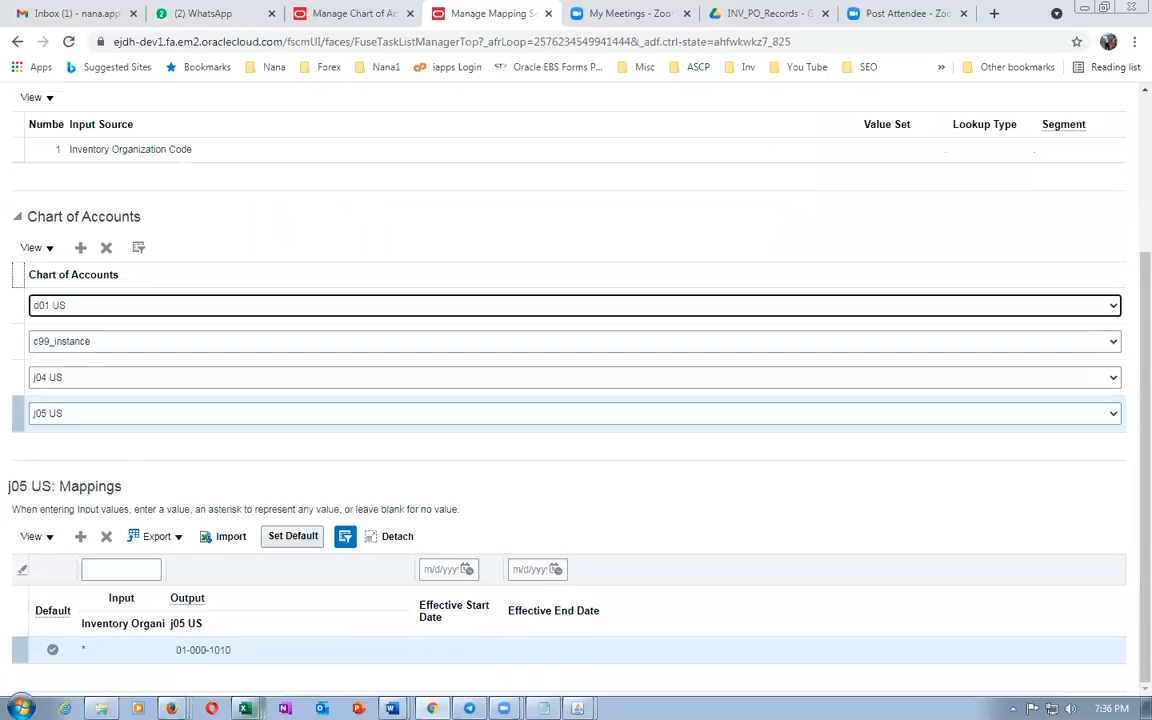 Inbox (1) - nana.apps
(2) WhatsApp
Manage Chart of Ac
Manage Mapping Se
My Meetings - Zoo
INV_PO_Records - G
Post Attendee - Zoo
ejdh-dev1.fa.em2.oraclecloud.com/fscmUI/faces/FuseTaskListManagerTop?_afrLoop=2576234549941444&_adf.ctrl-state=ahfwkwkz7_825
Apps Suggested Sites Bookmarks Nana Forex Nana1 iapps Login Oracle EBS Forms P... Misc ASCP Inv You Tube SEO » Other bookmarks Reading list
View
Numbe Input Source Value Set Lookup Type Segment
1 Inventory Organization Code
Chart of Accounts
View
Chart of Accounts
d01 US
c99_instance
j04 US
j05 US
j05 US: Mappings
When entering Input values, enter a value, an asterisk to represent any value, or leave blank for no value.
View Export Import Set Default Detach
m/d/yyy m/d/yyy
Default Input Output Effective Start Date Effective End Date
Inventory Organi j05 US
* 01-000-1010
7:36 PM